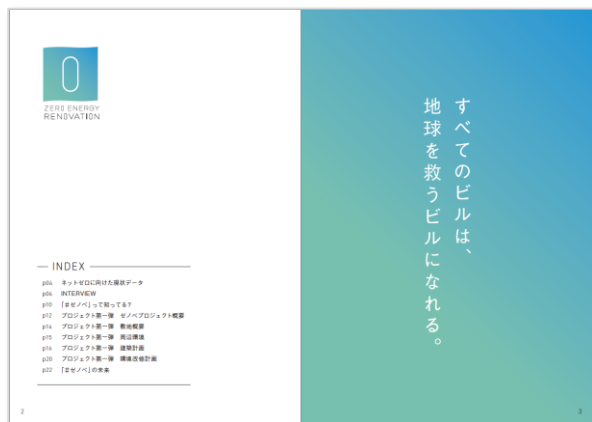 0
ZERO ENERGY
RENOVATION
INDEX
p04 ネットゼロに向けた現状データ
p06 INTERVIEW
p10 「#ゼノベ」って知ってる?
p12 プロジェクト第一弾 ゼノベプロジェクト概要
p14 プロジェクト第一弾 敷地概要
p15 プロジェクト第一弾 周辺環境
p16 プロジェクト第一弾 建築計画
p20 プロジェクト第一弾 環境改修計画
p22 「#ゼノベ」の未来
2
すべてのビルは、
地球を救うビルになれる。
3